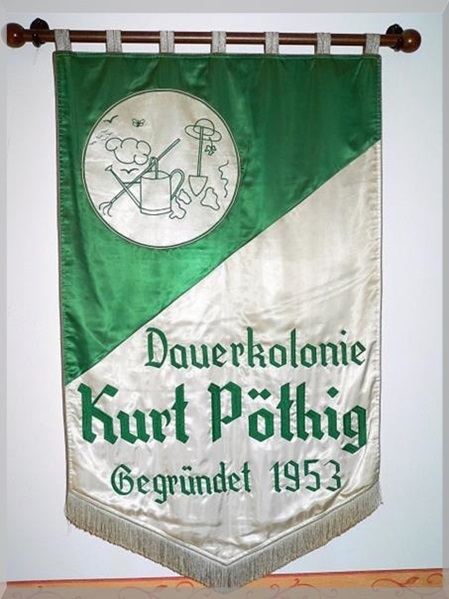 Dauerkolonie
Kurt Pöthig
Gegründet 1953